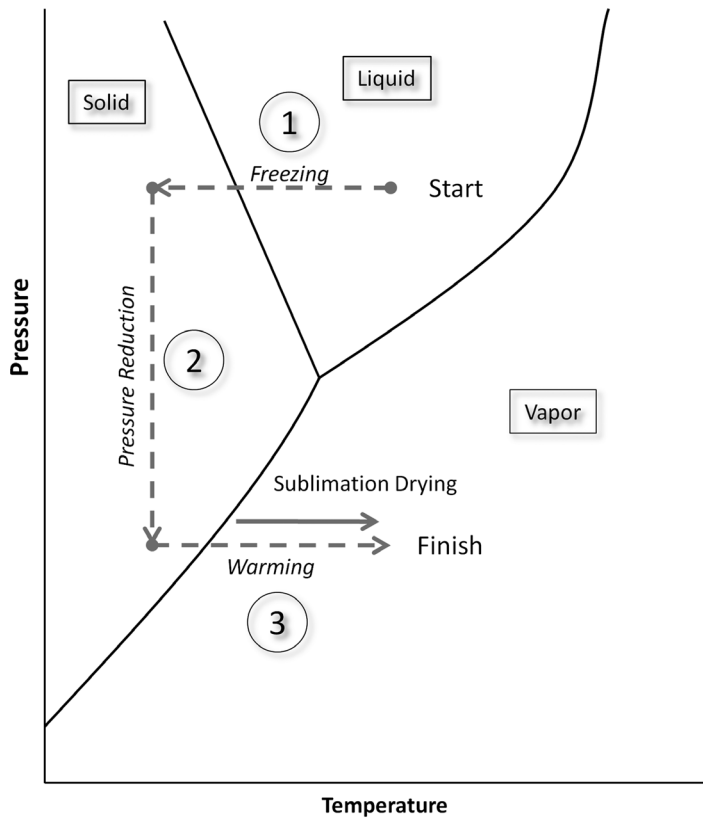 Solid
Liquid
1
Freezing
Start
Pressure
Pressure Reduction
2
Vapor
Sublimation Drying
Finish
Warming
3
Temperature